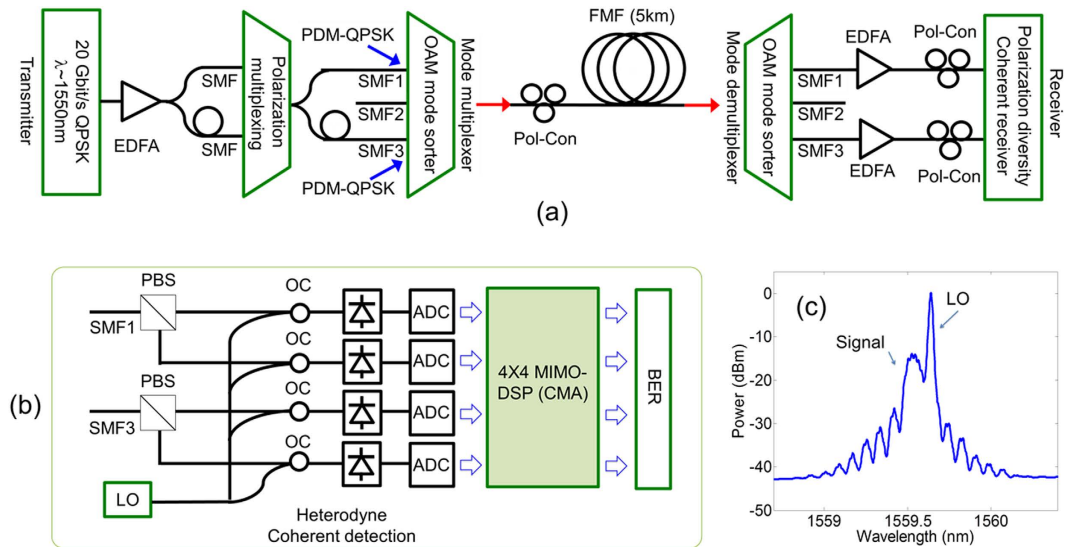 Transmitter
20 Gbit/s QPSK
λ~1550nm
EDFA
SMF
SMF
Polarization
multiplexing
PDM-QPSK
SMF1
SMF2
SMF3
PDM-QPSK
OAM mode sorter
Mode multiplexer
Pol-Con
FMF (5km)
Mode demultiplexer
OAM mode sorter
SMF1
SMF2
SMF3
EDFA
EDFA
Pol-Con
Pol-Con
Polarization diversity
Coherent receiver
Receiver
(a)
(b)
PBS
SMF1
PBS
SMF3
LO
OC
OC
OC
OC
ADC
ADC
ADC
ADC
4X4 MIMO-
DSP (CMA)
BER
Heterodyne
Coherent detection
(c)
LO
Signal
Power (dBm)
0
-10
-20
-30
-40
-50
1559
1559.5
1560
Wavelength (nm)